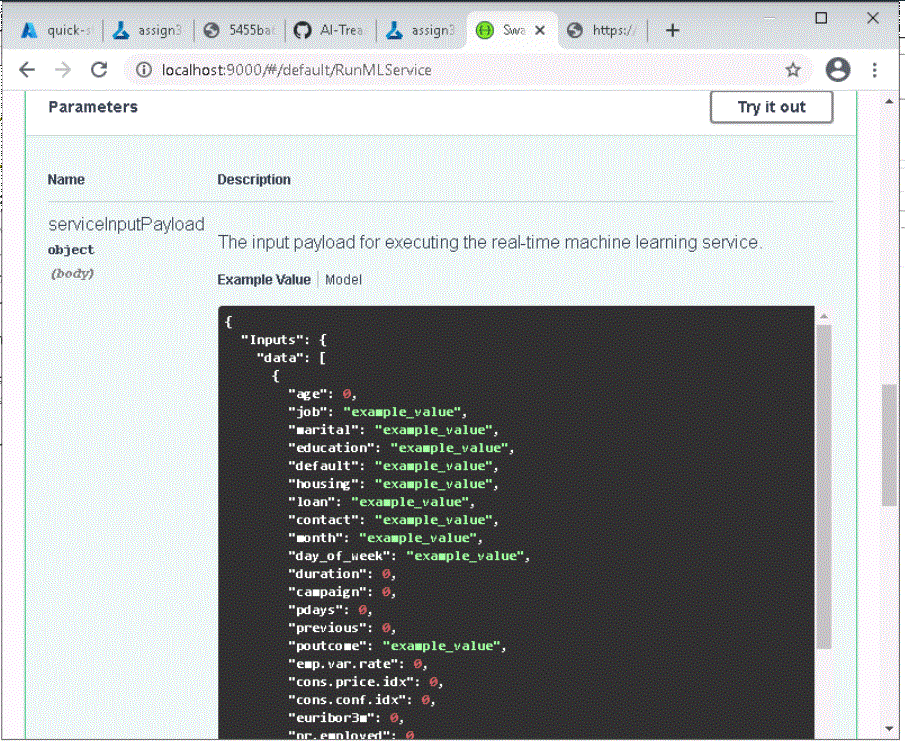 quick-s
assign3
5455bac
AI-Trea
assign3
Swa
https://
localhost:9000/#/default/RunMLService
Parameters
Try it out
Name Description
serviceInputPayload
object
(body)
The input payload for executing the real-time machine learning service.
Example Value Model
{
"Inputs": {
"data": [
{
"age": 0,
"job": "example_value",
"marital": "example_value",
"education": "example_value",
"default": "example_value",
"housing": "example_value",
"loan": "example_value",
"contact": "example_value",
"month": "example_value",
"day_of_week": "example_value",
"duration": 0,
"campaign": 0,
"pdays": 0,
"previous": 0,
"poutcome": "example_value",
"emp.var.rate": 0,
"cons.price.idx": 0,
"cons.conf.idx": 0,
"euribor3m": 0,
"nr.employed": 0